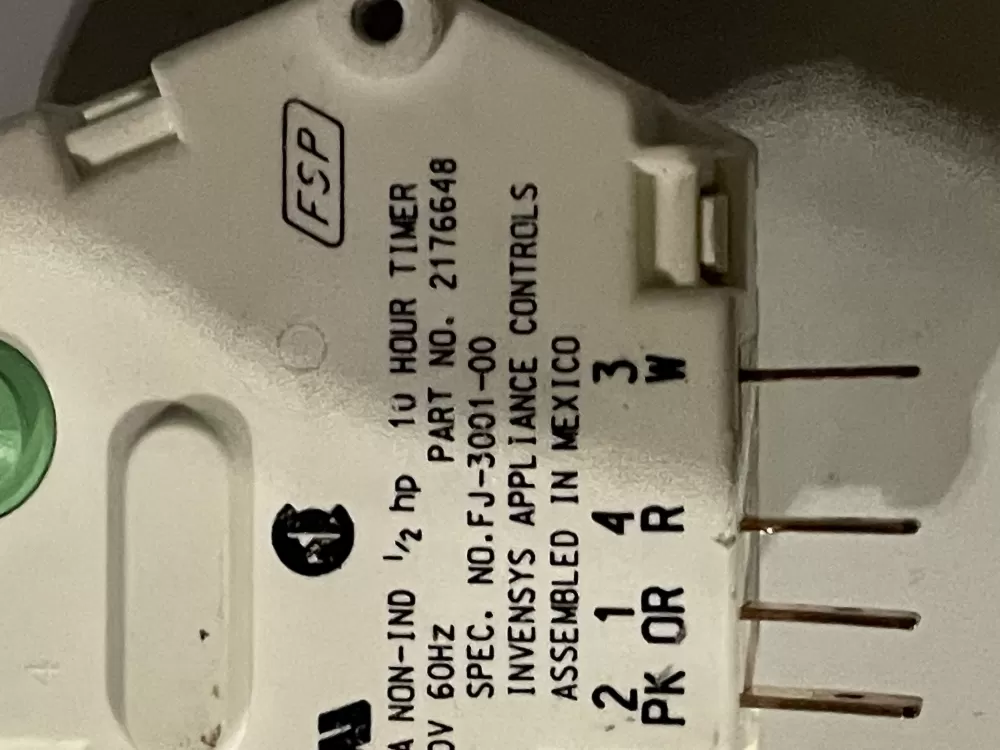 FSP
A NON-IND 1/2 hp 10 HOUR TIMER
0V 60Hz PART NO. 2176648
SPEC. NO.FJ-3001-00
INVENSYS APPLIANCE CONTROLS
ASSEMBLED IN MEXICO
2 1 4 3
PK OR R W
4